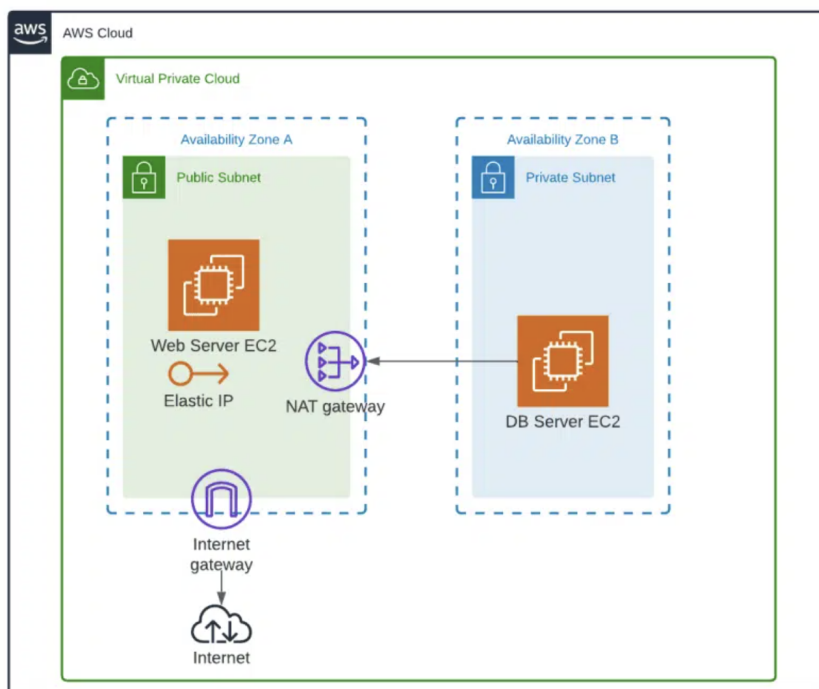 aws
AWS Cloud
Virtual Private Cloud
Availability Zone A
Availability Zone B
Public Subnet
Private Subnet
Web Server EC2
Elastic IP
NAT gateway
DB Server EC2
Internet
gateway
Internet